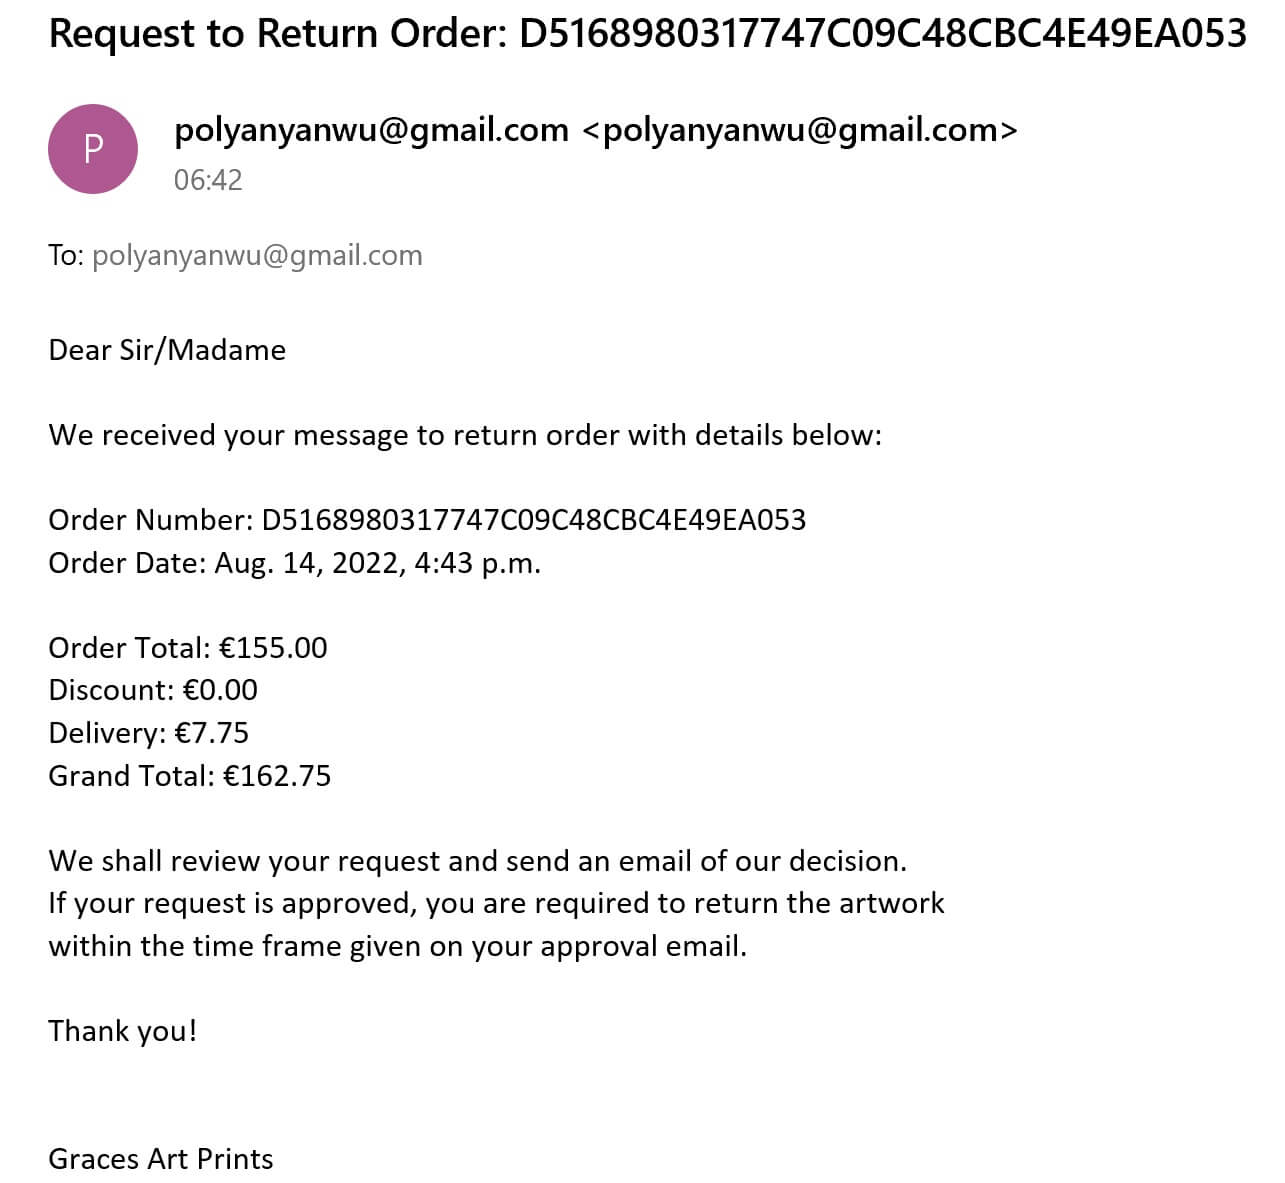 Request to Return Order: D5168980317747C09C48CBC4E49EA053
P
polyanyanwu@gmail.com <polyanyanwu@gmail.com>
06:42
To: polyanyanwu@gmail.com
Dear Sir/Madame
We received your message to return order with details below:
Order Number: D5168980317747C09C48CBC4E49EA053
Order Date: Aug. 14, 2022, 4:43 p.m.
Order Total: €155.00
Discount: €0.00
Delivery: €7.75
Grand Total: €162.75
We shall review your request and send an email of our decision.
If your request is approved, you are required to return the artwork
within the time frame given on your approval email.
Thank you!
Graces Art Prints